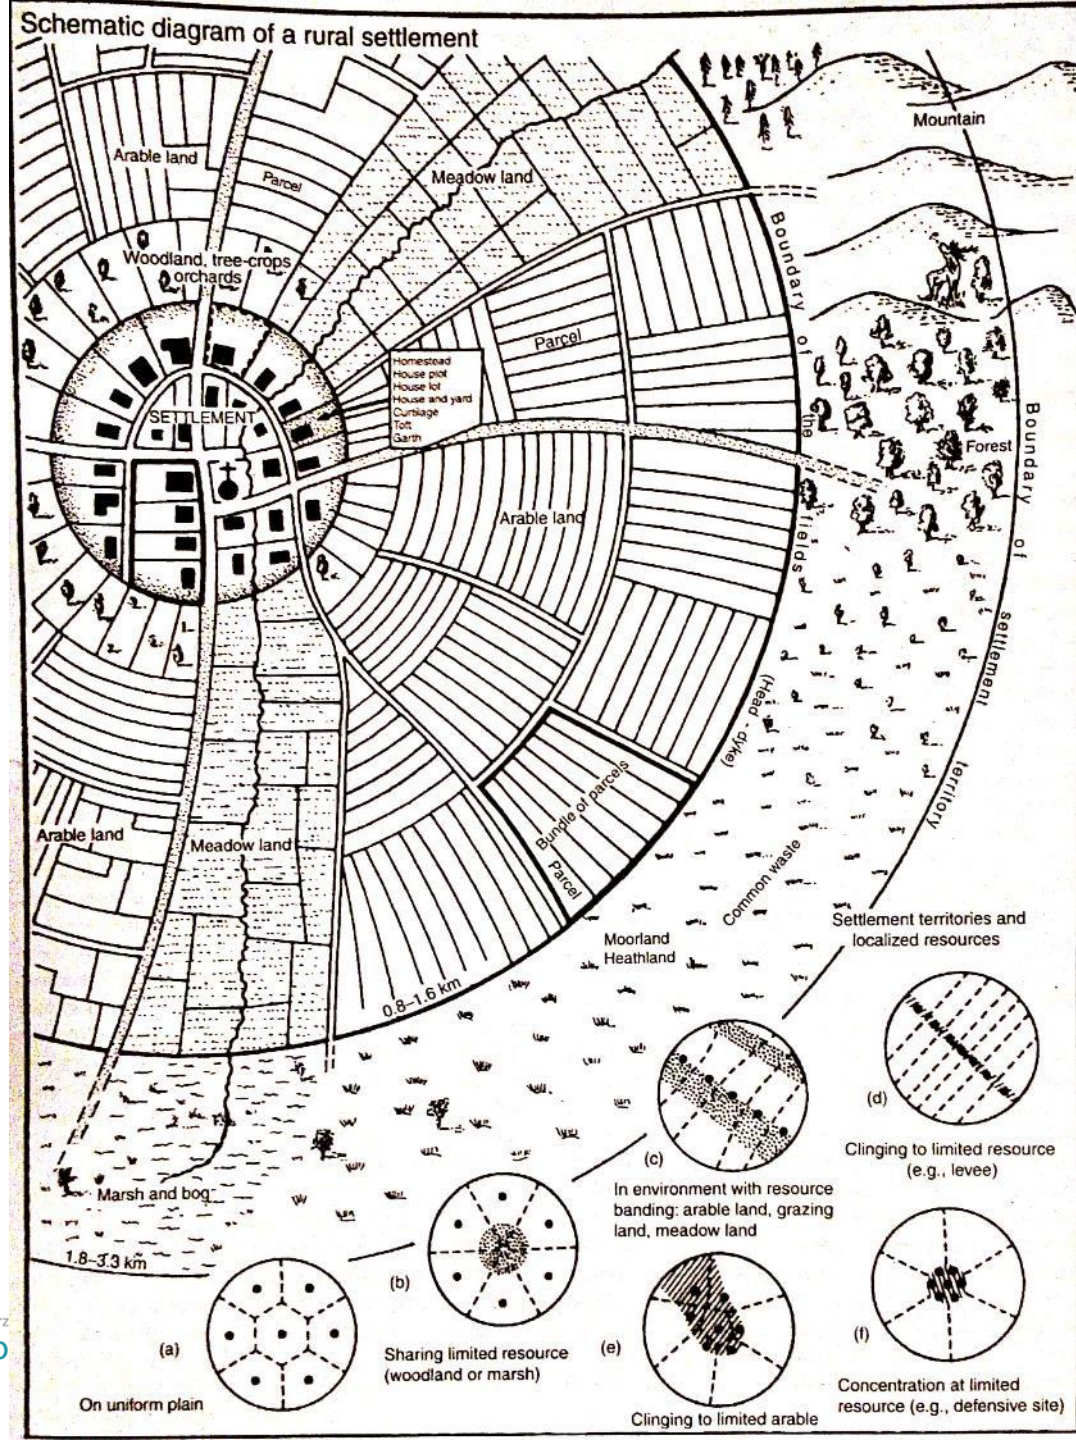 Schematic diagram of a rural settlement
Mountain
Arable land
Parcel
Meadow land
Woodland, tree-crops
orchards
Boundary of the fields
(Head dyke)
Parcel
Homestead
House plot
House lot
House and yard
Curtilage
Toft
Garth
SETTLEMENT
Forest
Boundary of settlement territory
Arable land
Bundle of parcels
Parcel
Arable land
Meadow land
Common waste
Moorland
Heathland
0.8–1.6 km
Marsh and bog
1.8–3.3 km
Settlement territories and
localized resources
(a)
On uniform plain
(b)
Sharing limited resource
(woodland or marsh)
(c)
In environment with resource
banding: arable land, grazing
land, meadow land
(d)
Clinging to limited resource
(e.g., levee)
(e)
Clinging to limited arable
(f)
Concentration at limited
resource (e.g., defensive site)